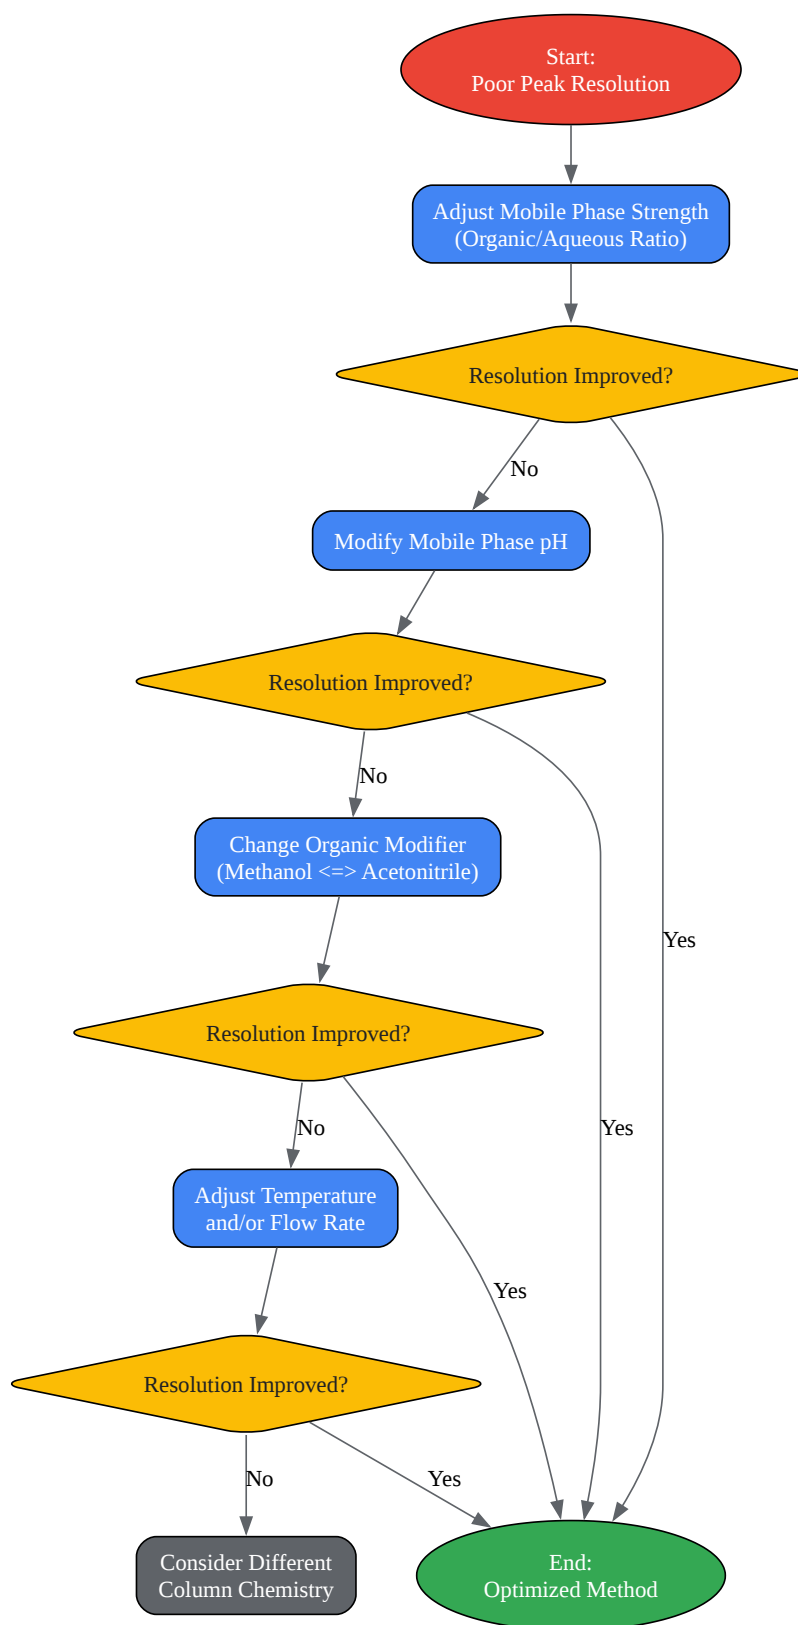 Start:
Poor Peak Resolution
Adjust Mobile Phase Strength
(Organic/Aqueous Ratio)
Resolution Improved?
No
Modify Mobile Phase pH
Resolution Improved?
No
Change Organic Modifier
(Methanol <=> Acetonitrile)
Yes
Resolution Improved?
No
Yes
Adjust Temperature
and/or Flow Rate
Yes
Resolution Improved?
No
Yes
Consider Different
Column Chemistry
End:
Optimized Method